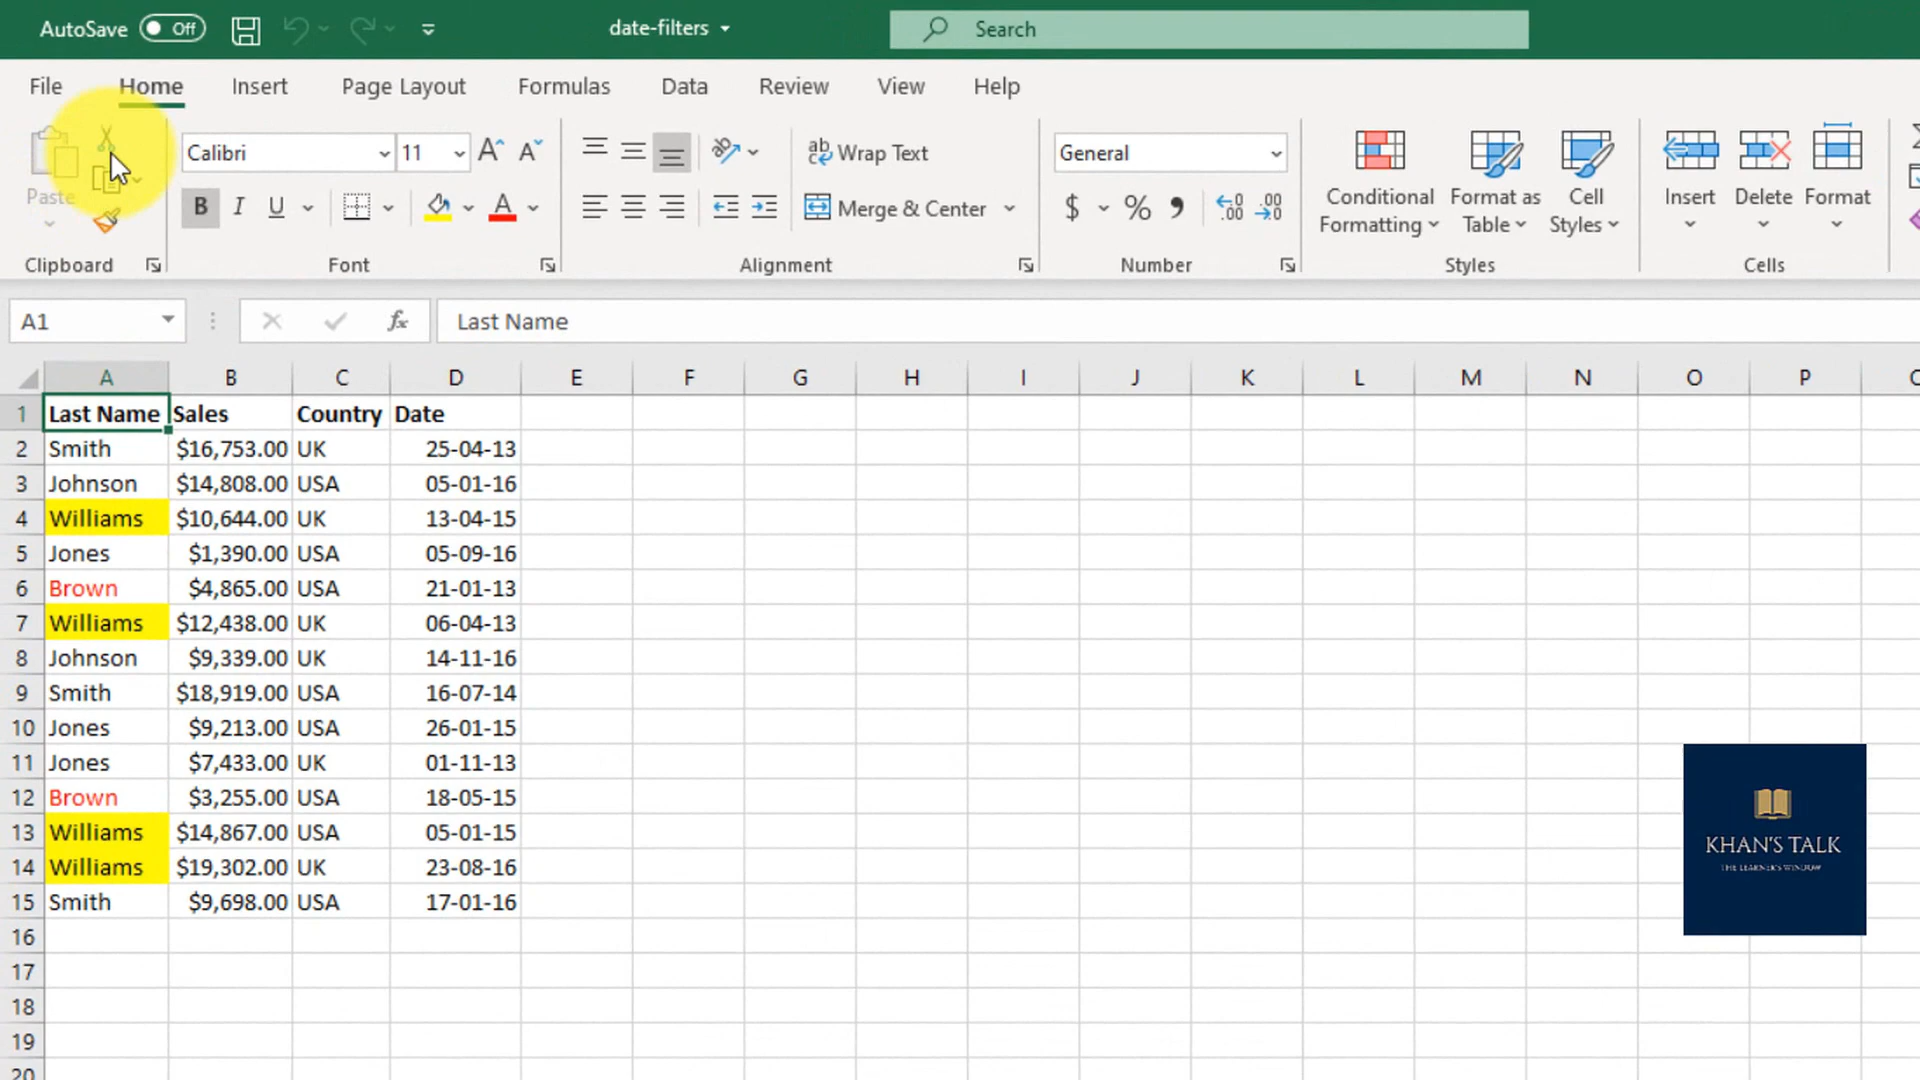 AutoSave Off date-filters Search
File Home Insert Page Layout Formulas Data Review View Help
Calibri 11 Wrap Text General
Paste Conditional Formatting Format as Table Cell Styles Insert Delete Format
B I U A Merge & Center $ % 9
Clipboard Font Alignment Number Styles Cells
A1 fx Last Name
A B C D E F G H I J K L M N O P
1 Last Name Sales Country Date
2 Smith $16,753.00 UK 25-04-13
3 Johnson $14,808.00 USA 05-01-16
4 Williams $10,644.00 UK 13-04-15
5 Jones $1,390.00 USA 05-09-16
6 Brown $4,865.00 USA 21-01-13
7 Williams $12,438.00 UK 06-04-13
8 Johnson $9,339.00 UK 14-11-16
9 Smith $18,919.00 USA 16-07-14
10 Jones $9,213.00 USA 26-01-15
11 Jones $7,433.00 UK 01-11-13
12 Brown $3,255.00 USA 18-05-15
13 Williams $14,867.00 USA 05-01-15
14 Williams $19,302.00 UK 23-08-16
15 Smith $9,698.00 USA 17-01-16
16
17
18
19
20
KHAN'S TALK
THE LEARNER'S WINDOW